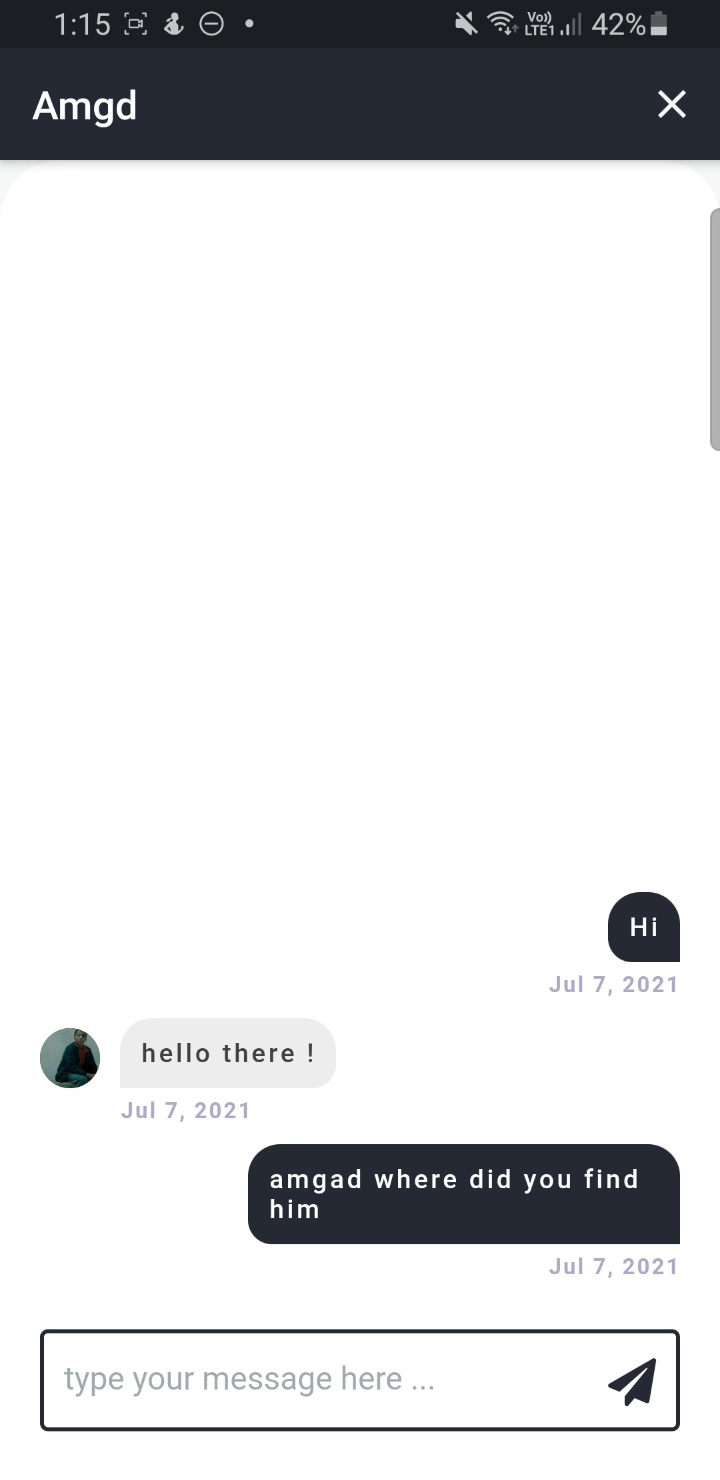 1:15
Vo)) LTE1 42%
Amgd
Hi
Jul 7, 2021
hello there !
Jul 7, 2021
amgad where did you find
him
Jul 7, 2021
type your message here ...